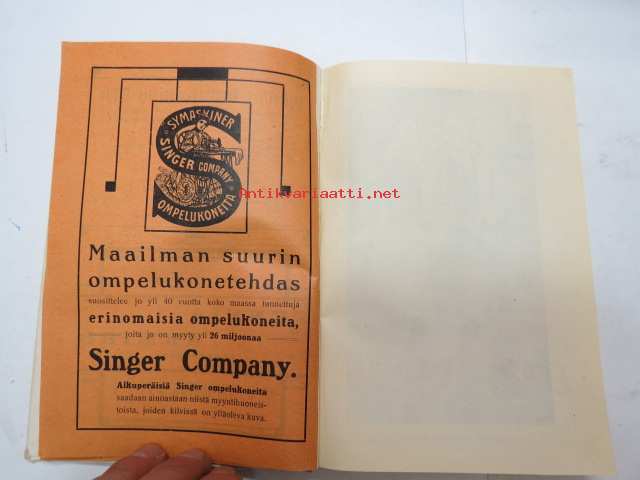 SYMASKINER
SINGER COMPANY
OMPELUKONEITA
Antikvariaatti.net
Maailman suurin
ompelukonetehdas
suosittelee jo yli 40 vuotta koko maassa tunnettuja
erinomaisia ompelukoneita,
joita jo on myyty yli 26 miljoonaa
Singer Company.
Alkuperäisiä Singer ompelukoneita
saadaan ainoastaan niistä myyntihuoneis-
toista, joiden kilvissä on ylläoleva kuva.